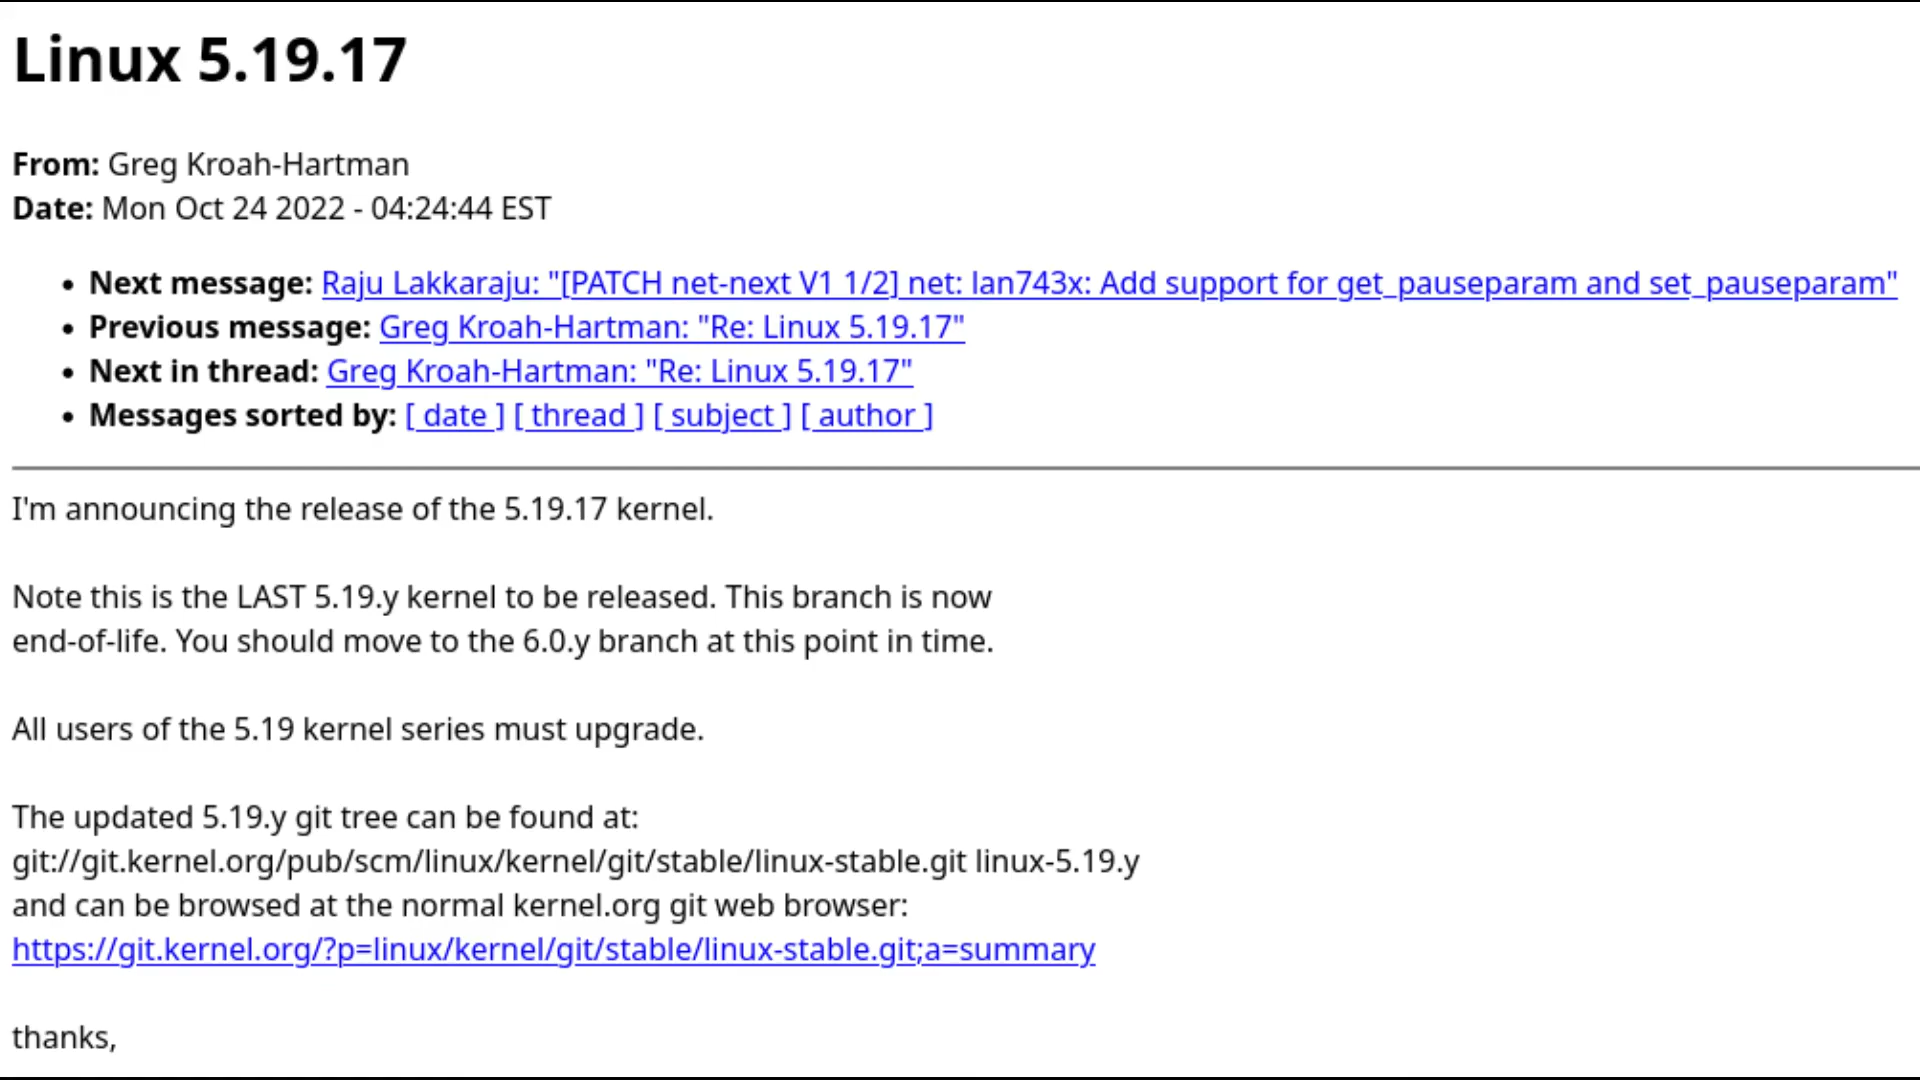 Linux 5.19.17
From: Greg Kroah-Hartman
Date: Mon Oct 24 2022 - 04:24:44 EST
• Next message: Raju Lakkaraju: "[PATCH net-next V1 1/2] net: lan743x: Add support for get_pauseparam and set_pauseparam"
• Previous message: Greg Kroah-Hartman: "Re: Linux 5.19.17"
• Next in thread: Greg Kroah-Hartman: "Re: Linux 5.19.17"
• Messages sorted by: [ date ] [ thread ] [ subject ] [ author ]
I'm announcing the release of the 5.19.17 kernel.
Note this is the LAST 5.19.y kernel to be released. This branch is now
end-of-life. You should move to the 6.0.y branch at this point in time.
All users of the 5.19 kernel series must upgrade.
The updated 5.19.y git tree can be found at:
git://git.kernel.org/pub/scm/linux/kernel/git/stable/linux-stable.git linux-5.19.y
and can be browsed at the normal kernel.org git web browser:
https://git.kernel.org/?p=linux/kernel/git/stable/linux-stable.git;a=summary
thanks,